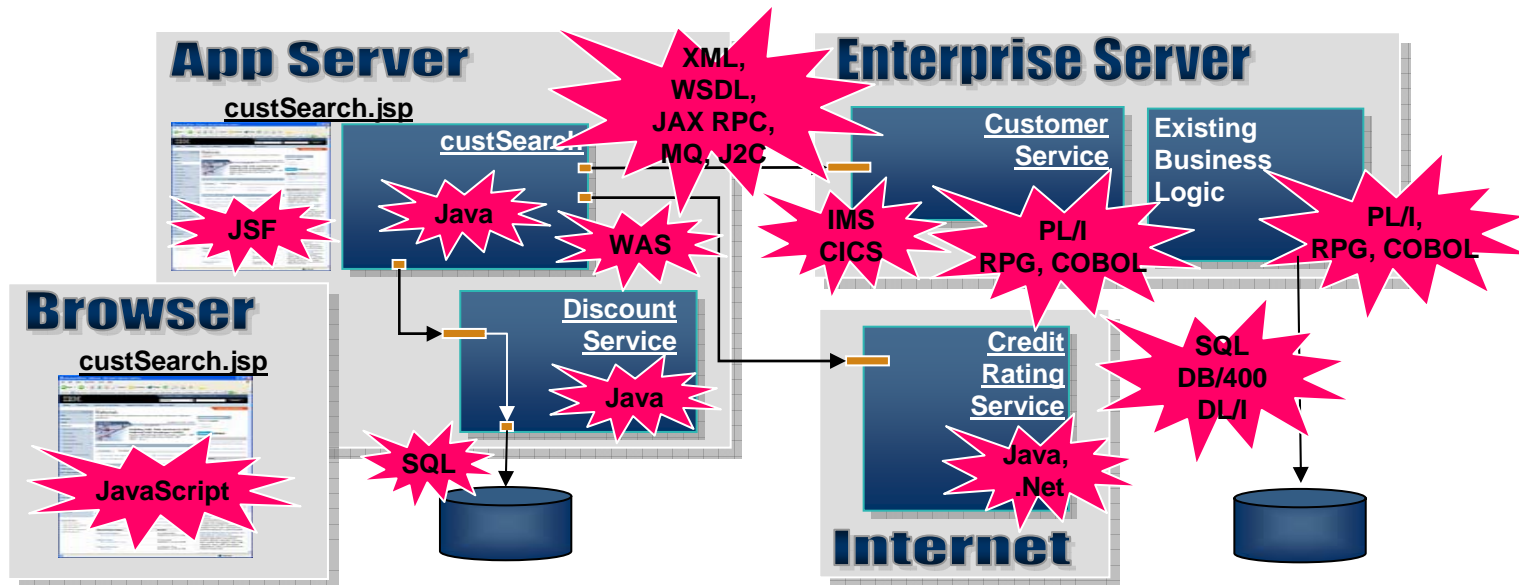 App Server
custSearch.jsp
JSF
custSearch
Java
WAS
XML,
WSDL,
JAX RPC,
MQ, J2C
Discount
Service
Java
SQL
Browser
custSearch.jsp
JavaScript
Enterprise Server
Customer
Service
IMS
CICS
PL/I
RPG, COBOL
Existing
Business
Logic
PL/I,
RPG, COBOL
SQL
DB/400
DL/I
Credit
Rating
Service
Java,
.Net
Internet